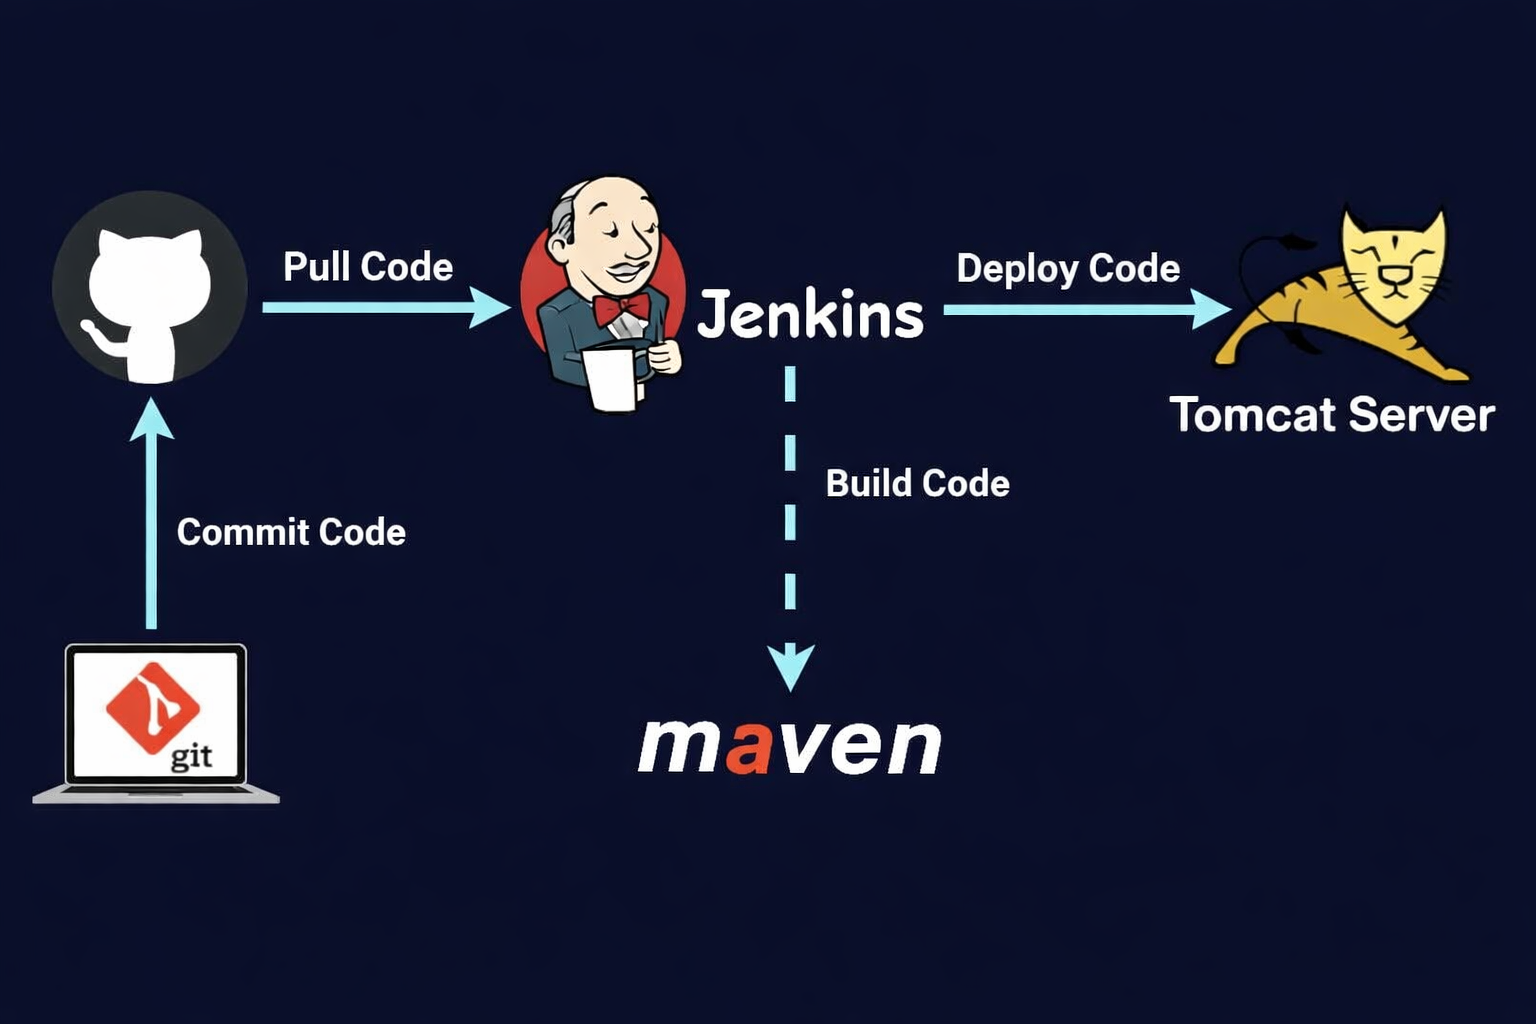 Pull Code
Jenkins
Deploy Code
Tomcat Server
Build Code
Commit Code
git
maven